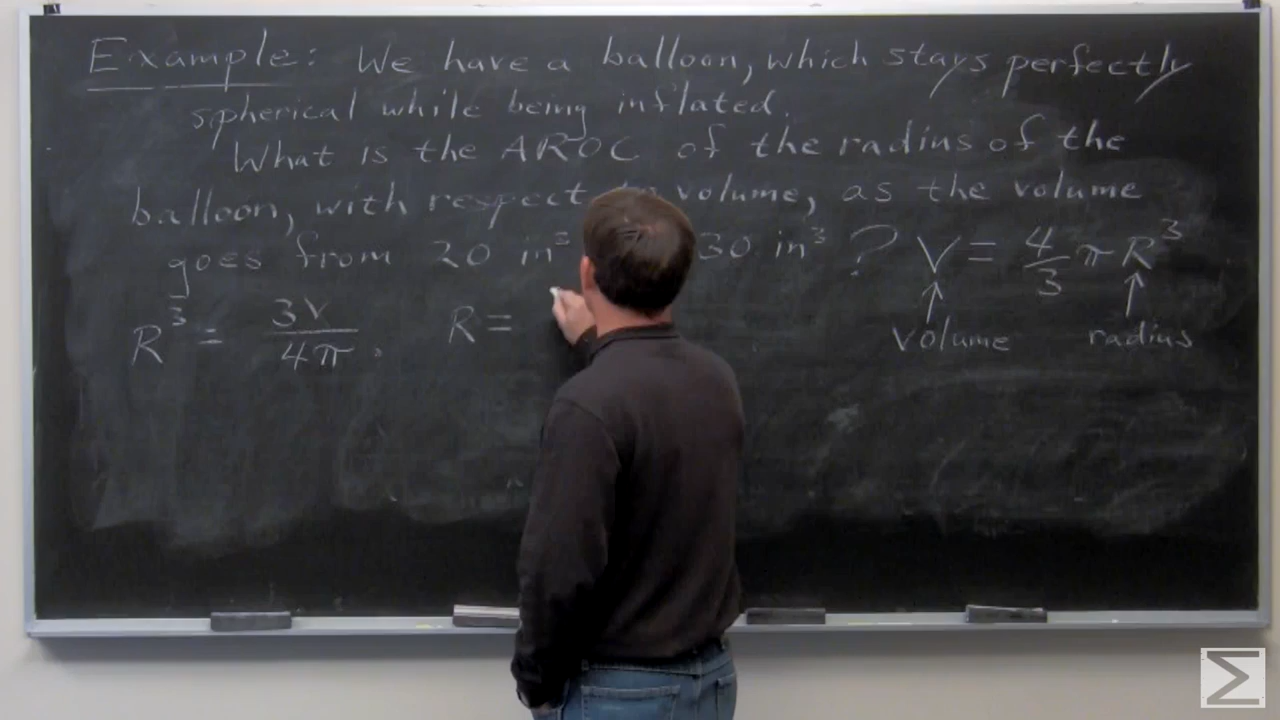 Example: We have a balloon, which stays perfectly
spherical while being inflated.
What is the AROC of the radius of the
balloon, with respect volume, as the volume
goes from 20 in³ 30 in³ ? V = 4/3 π R³
R³ = 3V/4π. R =
volume radius
Σ